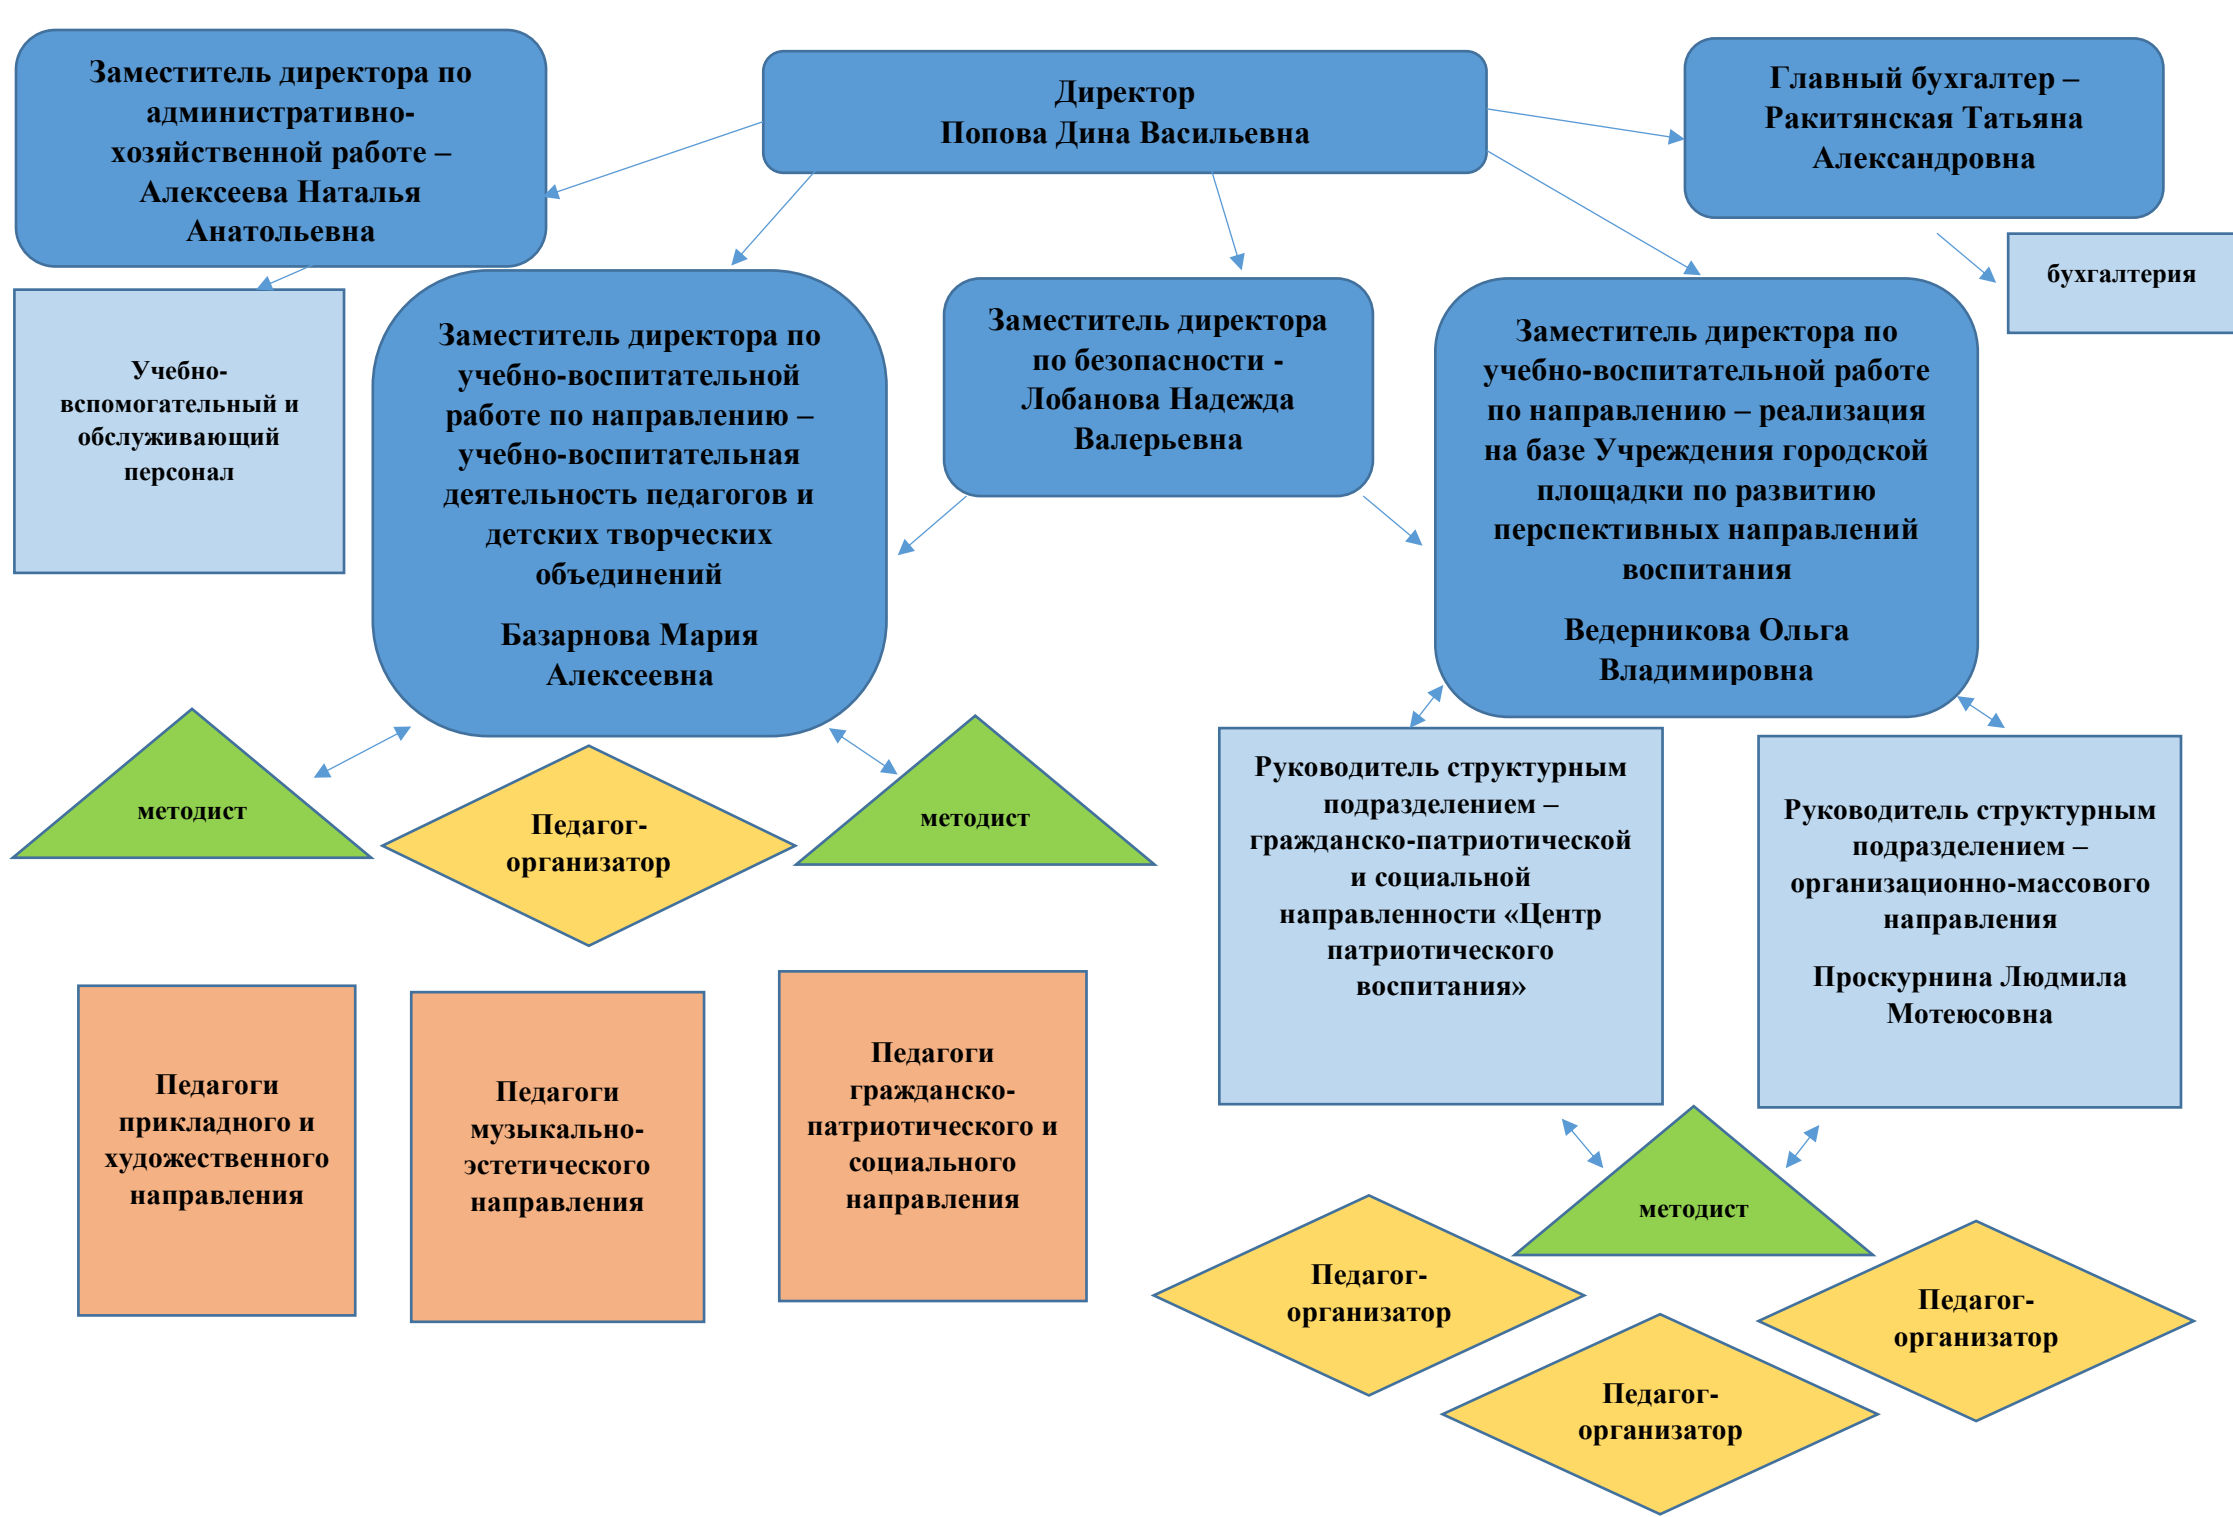 Заместитель директора по
административно-
хозяйственной работе –
Алексеева Наталья
Анатольевна
Директор
Попова Дина Васильевна
Главный бухгалтер –
Ракитянская Татьяна
Александровна
бухгалтерия
Учебно-
вспомогательный и
обслуживающий
персонал
Заместитель директора по
учебно-воспитательной
работе по направлению –
учебно-воспитательная
деятельность педагогов и
детских творческих
объединений
Базарнова Мария
Алексеевна
Заместитель директора
по безопасности -
Лобанова Надежда
Валерьевна
Заместитель директора по
учебно-воспитательной работе
по направлению – реализация
на базе Учреждения городской
площадки по развитию
перспективных направлений
воспитания
Ведерникова Ольга
Владимировна
методист
Педагог-
организатор
методист
Руководитель структурным
подразделением –
гражданско-патриотической
и социальной
направленности «Центр
патриотического
воспитания»
Руководитель структурным
подразделением –
организационно-массового
направления
Проскурнина Людмила
Мотеюсовна
Педагоги
прикладного и
художественного
направления
Педагоги
музыкально-
эстетического
направления
Педагоги
гражданско-
патриотического и
социального
направления
методист
Педагог-
организатор
Педагог-
организатор
Педагог-
организатор